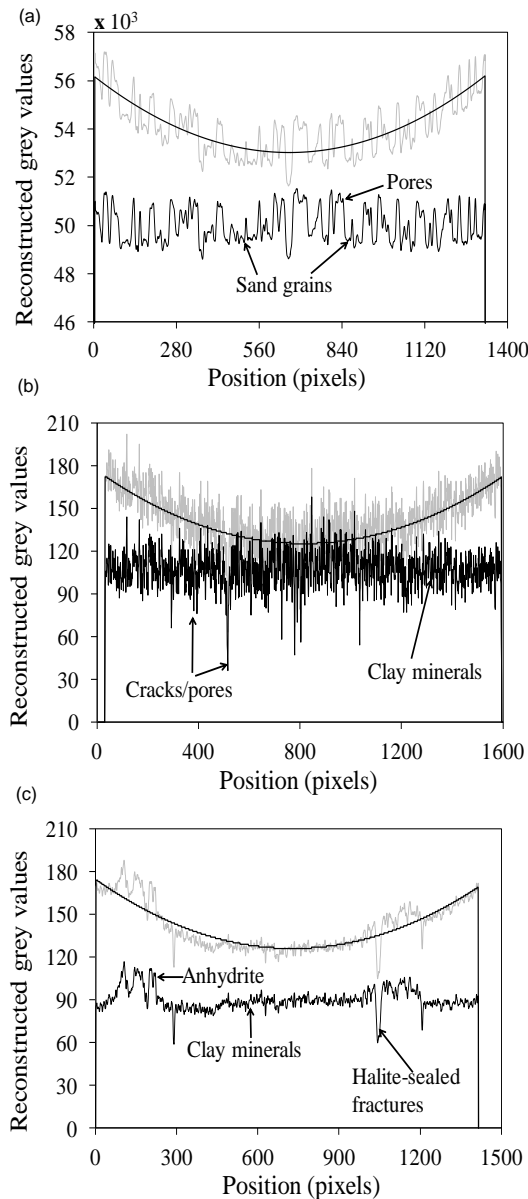 (a)
x 10³
58
56
53
51
48
46
Reconstructed grey values
Pores
Sand grains
0 280 560 840 1120 1400
Position (pixels)
(b)
210
180
150
120
90
60
30
0
Reconstructed grey values
Cracks/pores
Clay minerals
0 400 800 1200 1600
Position (pixels)
(c)
210
180
150
120
90
60
30
0
Reconstructed grey values
Anhydrite
Clay minerals
Halite-sealed
fractures
0 300 600 900 1200 1500
Position (pixels)